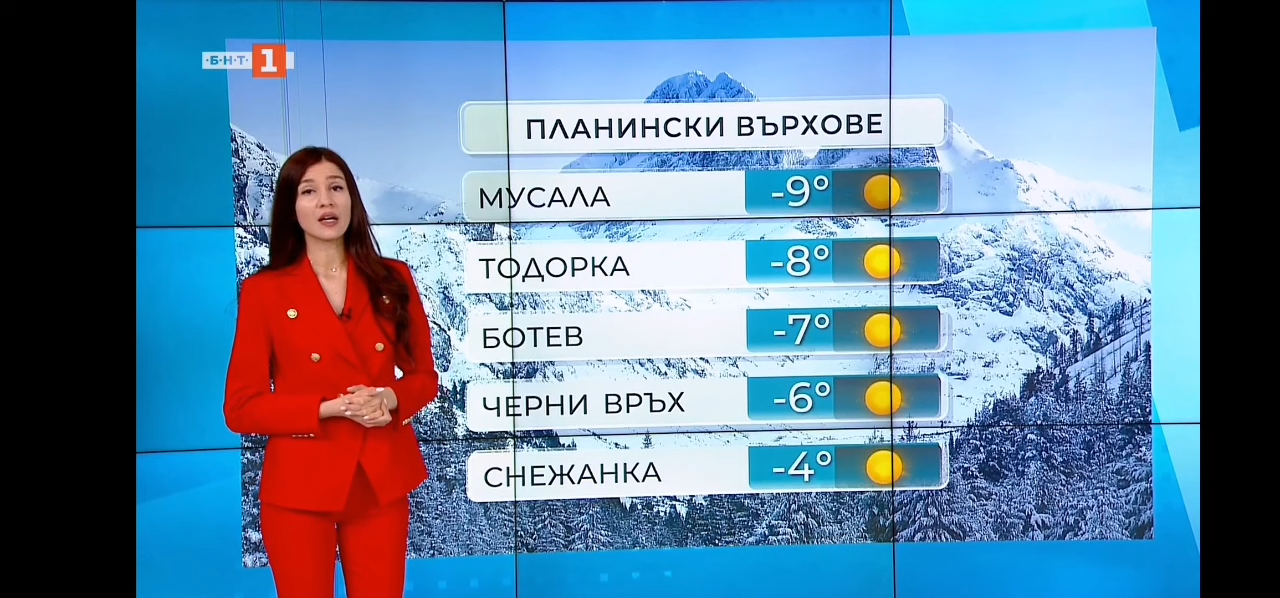 БНТ 1
ПЛАНИНСКИ ВЪРХОВЕ
МУСАЛА -9°
ТОДОРКА -8°
БОТЕВ -7°
ЧЕРНИ ВРЪХ -6°
СНЕЖАНКА -4°